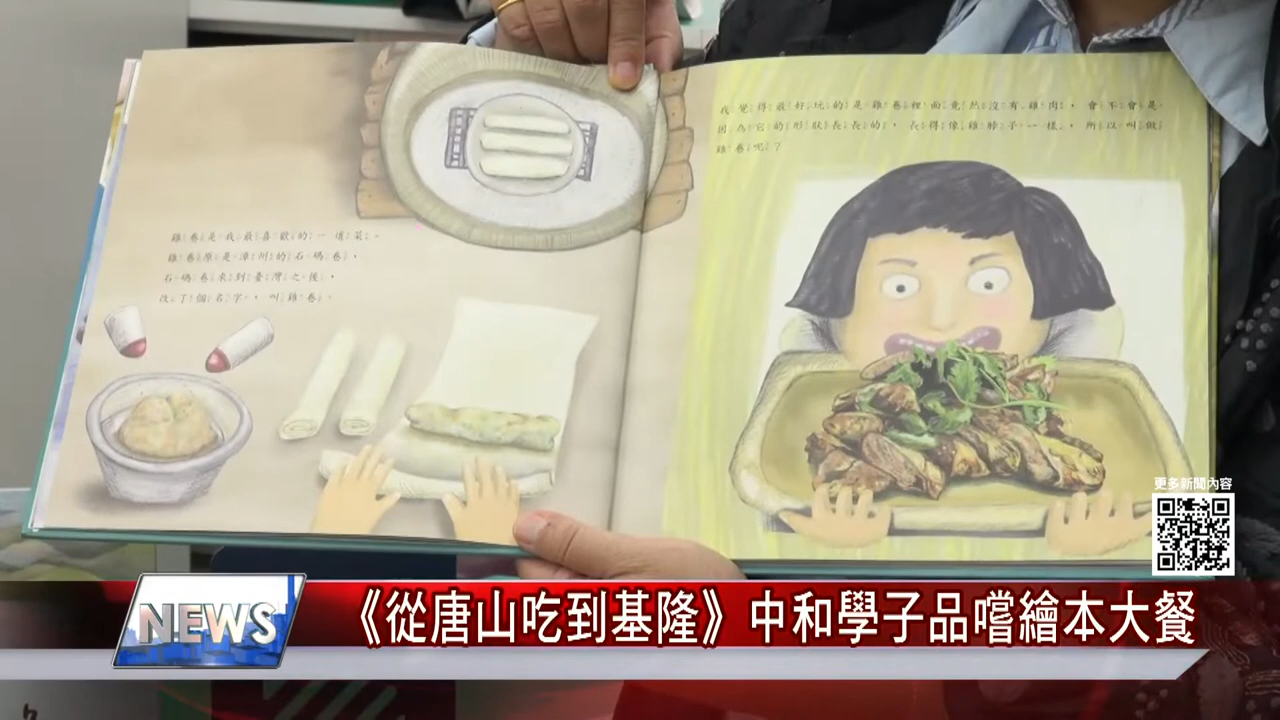 雞卷是我最喜歡的一道菜。
雞卷原是漳州的石碼卷，
石碼卷來到臺灣之後，
改了個名字，叫雞卷。
我覺得最好玩的是雞卷裡面竟然沒有雞肉，會不會是
因為它的形狀長長的，長得像雞脖子一樣，所以叫做
雞卷呢？
更多新聞內容
NEWS
《從唐山吃到基隆》中和學子品嚐繪本大餐